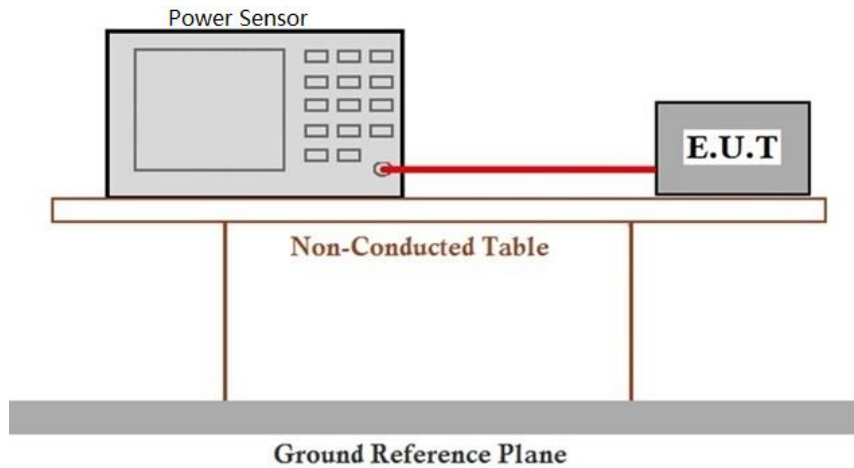 Power Sensor
E.U.T
Non-Conducted Table
Ground Reference Plane